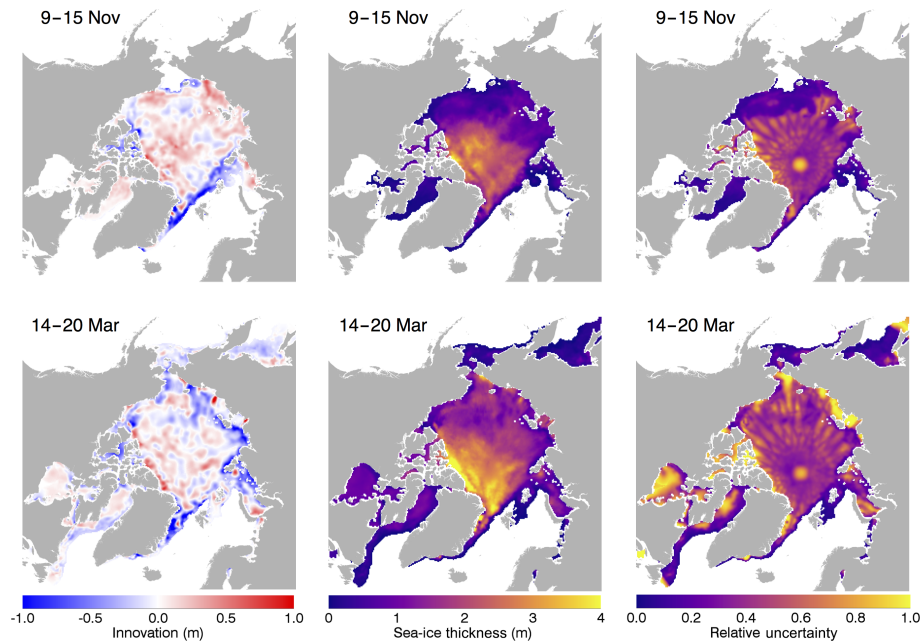 9–15 Nov
9–15 Nov
9–15 Nov
14–20 Mar
14–20 Mar
14–20 Mar
-1.0 -0.5 0.0 0.5 1.0
Innovation (m)
0 1 2 3 4
Sea-ice thickness (m)
0.0 0.2 0.4 0.6 0.8 1.0
Relative uncertainty